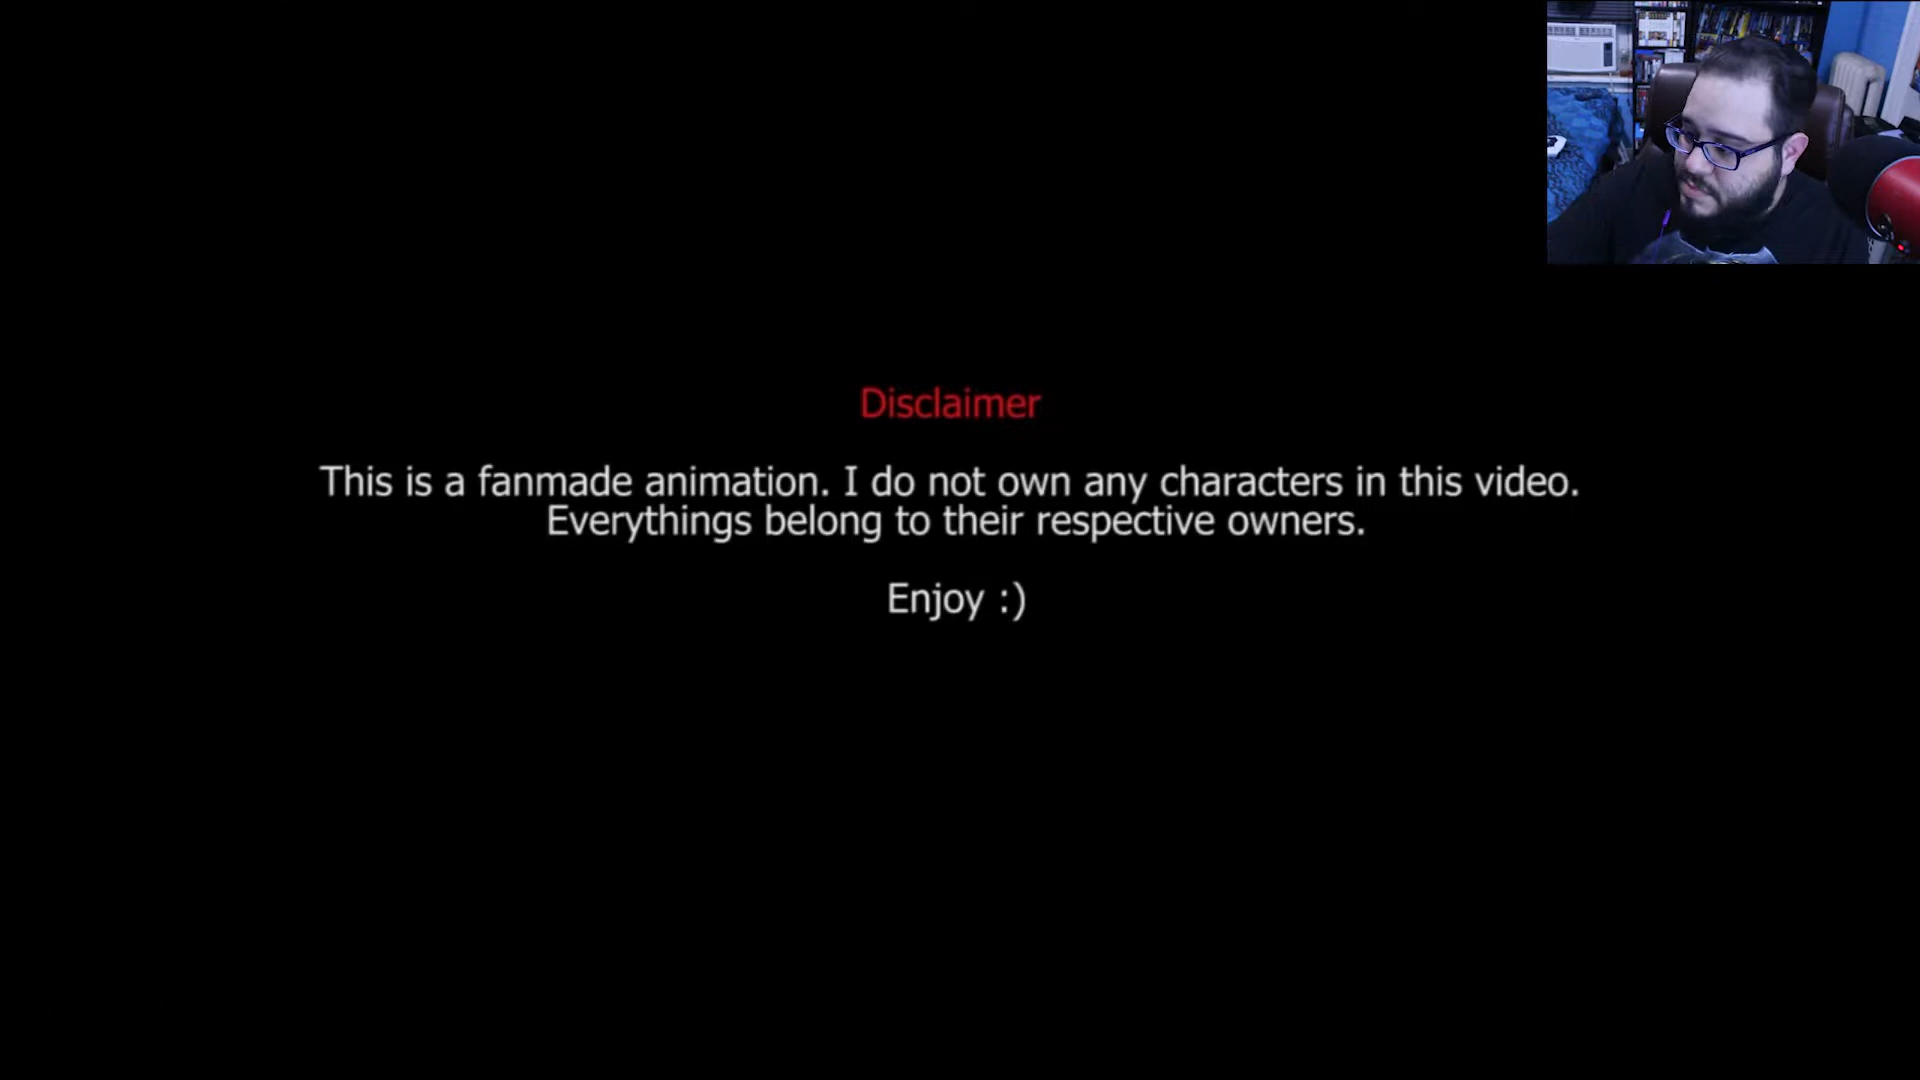 Disclaimer
This is a fanmade animation. I do not own any characters in this video.
Everythings belong to their respective owners.
Enjoy :)